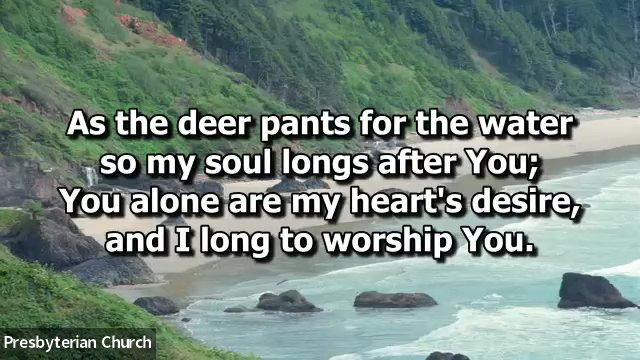 As the deer pants for the water
so my soul longs after You;
You alone are my heart's desire,
and I long to worship You.
Presbyterian Church